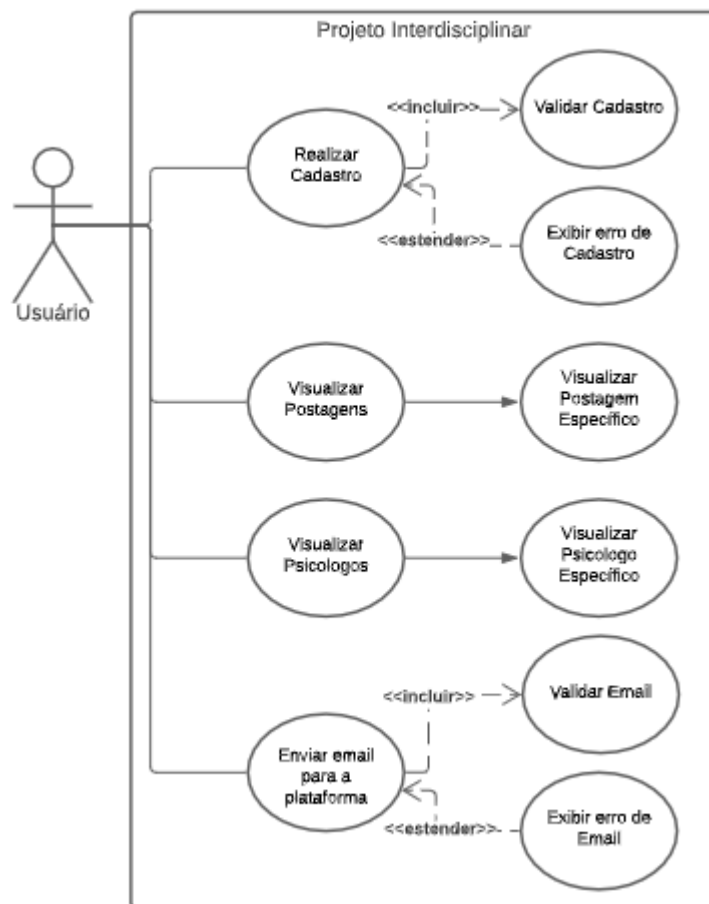 Projeto Interdisciplinar
<<incluir>>
Validar Cadastro
Realizar
Cadastro
<<estender>>
Exibir erro de
Cadastro
Usuário
Visualizar
Postagens
Visualizar
Postagem
Específico
Visualizar
Psicologos
Visualizar
Psicologo
Específico
<<incluir>>
Validar Email
Enviar email
para a
plataforma
<<estender>>
Exibir erro de
Email